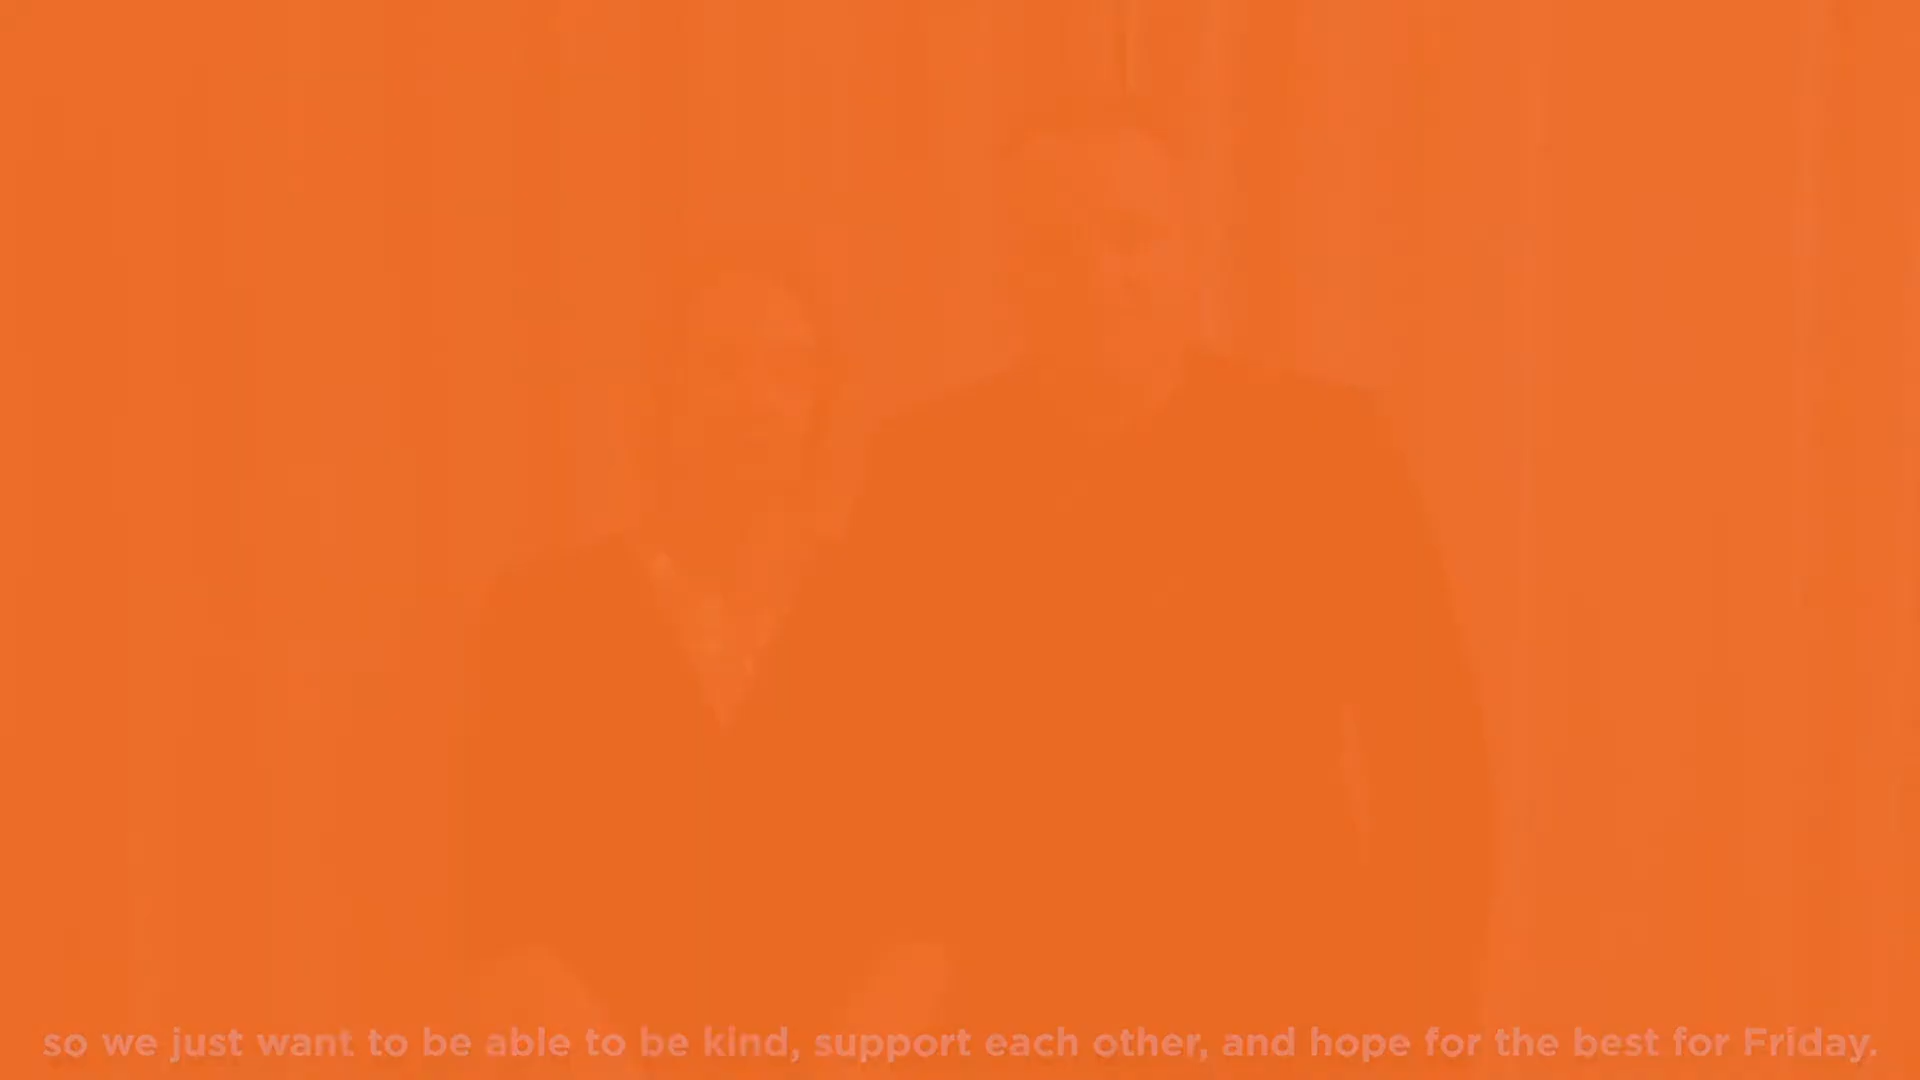 so we just want to be able to be kind, support each other, and hope for the best for Friday.